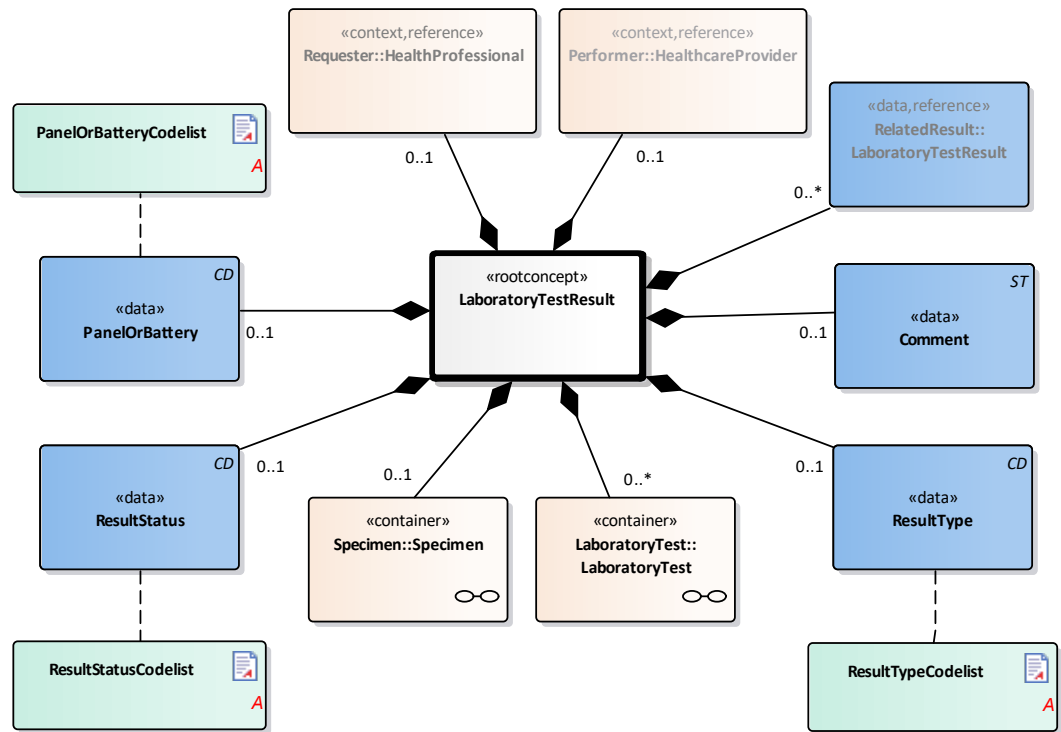 «context,reference»
Requester::HealthProfessional
«context,reference»
Performer::HealthcareProvider
«data,reference»
RelatedResult::
LaboratoryTestResult
PanelOrBatteryCodelist
A
0..1
0..1
0..*
CD
«data»
PanelOrBattery
0..1
«rootconcept»
LaboratoryTestResult
ST
«data»
Comment
0..1
CD
«data»
ResultStatus
0..1
0..1
0..*
0..1
CD
«data»
ResultType
«container»
Specimen::Specimen
«container»
LaboratoryTest::
LaboratoryTest
ResultStatusCodelist
A
ResultTypeCodelist
A